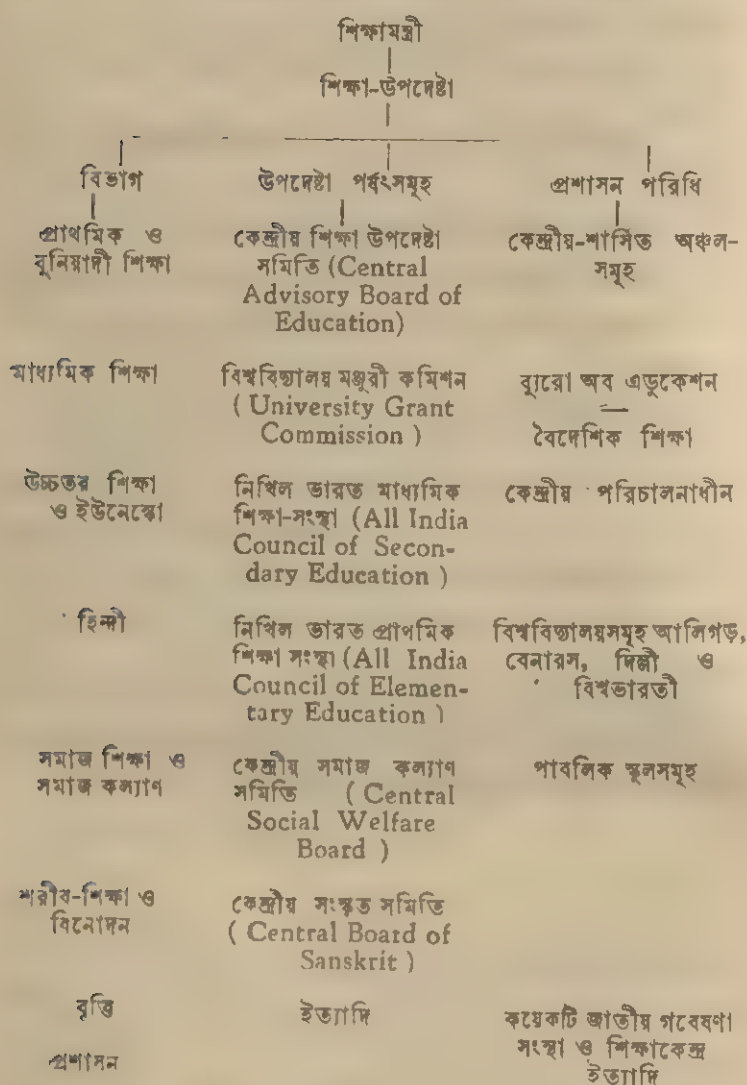 শিক্ষামন্ত্রী
শিক্ষা-উপদেষ্টা
বিভাগ
প্রাথমিক ও
বুনিয়াদী শিক্ষা
মাধ্যমিক শিক্ষা
উচ্চতর শিক্ষা
ও ইউনেস্কো
হিন্দী
সমাজ শিক্ষা ও
সমাজ কল্যাণ
শরীর-শিক্ষা ও
বিনোদন
বৃত্তি
প্রশাসন
উপদেষ্টা পর্ষৎসমূহ
কেন্দ্রীয় শিক্ষা উপদেষ্টা
সমিতি (Central
Advisory Board of
Education)
বিশ্ববিদ্যালয় মঞ্জুরী কমিশন
( University Grant
Commission )
নিখিল ভারত মাধ্যমিক
শিক্ষা-সংস্থা (All India
Council of Secon-
dary Education )
নিখিল ভারত প্রাথমিক
শিক্ষা সংস্থা (All India
Council of Elemen-
tary Education )
কেন্দ্রীয় সমাজ কল্যাণ
সমিতি ( Central
Social Welfare
Board )
কেন্দ্রীয় সংস্কৃত সমিতি
( Central Board of
Sanskrit )
ইত্যাদি
প্রশাসন পরিধি
কেন্দ্রীয়-শাসিত অঞ্চল-
সমূহ
ব্যুরো অব এডুকেশন
বৈদেশিক শিক্ষা
কেন্দ্রীয় পরিচালনাধীন
বিশ্ববিদ্যালয়সমূহ আলিগড়,
বেনারস, দিল্লী ও
বিশ্বভারতী
পাবলিক স্কুলসমূহ
কয়েকটি জাতীয় গবেষণা
সংস্থা ও শিক্ষাকেন্দ্র
ইত্যাদি